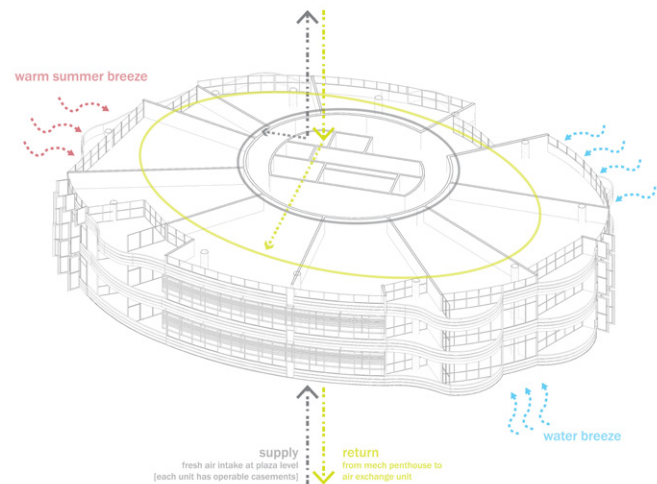 warm summer breeze
supply
fresh air intake at plaza level
[each unit has operable casements]
return
from mech penthouse to
air exchange unit
water breeze